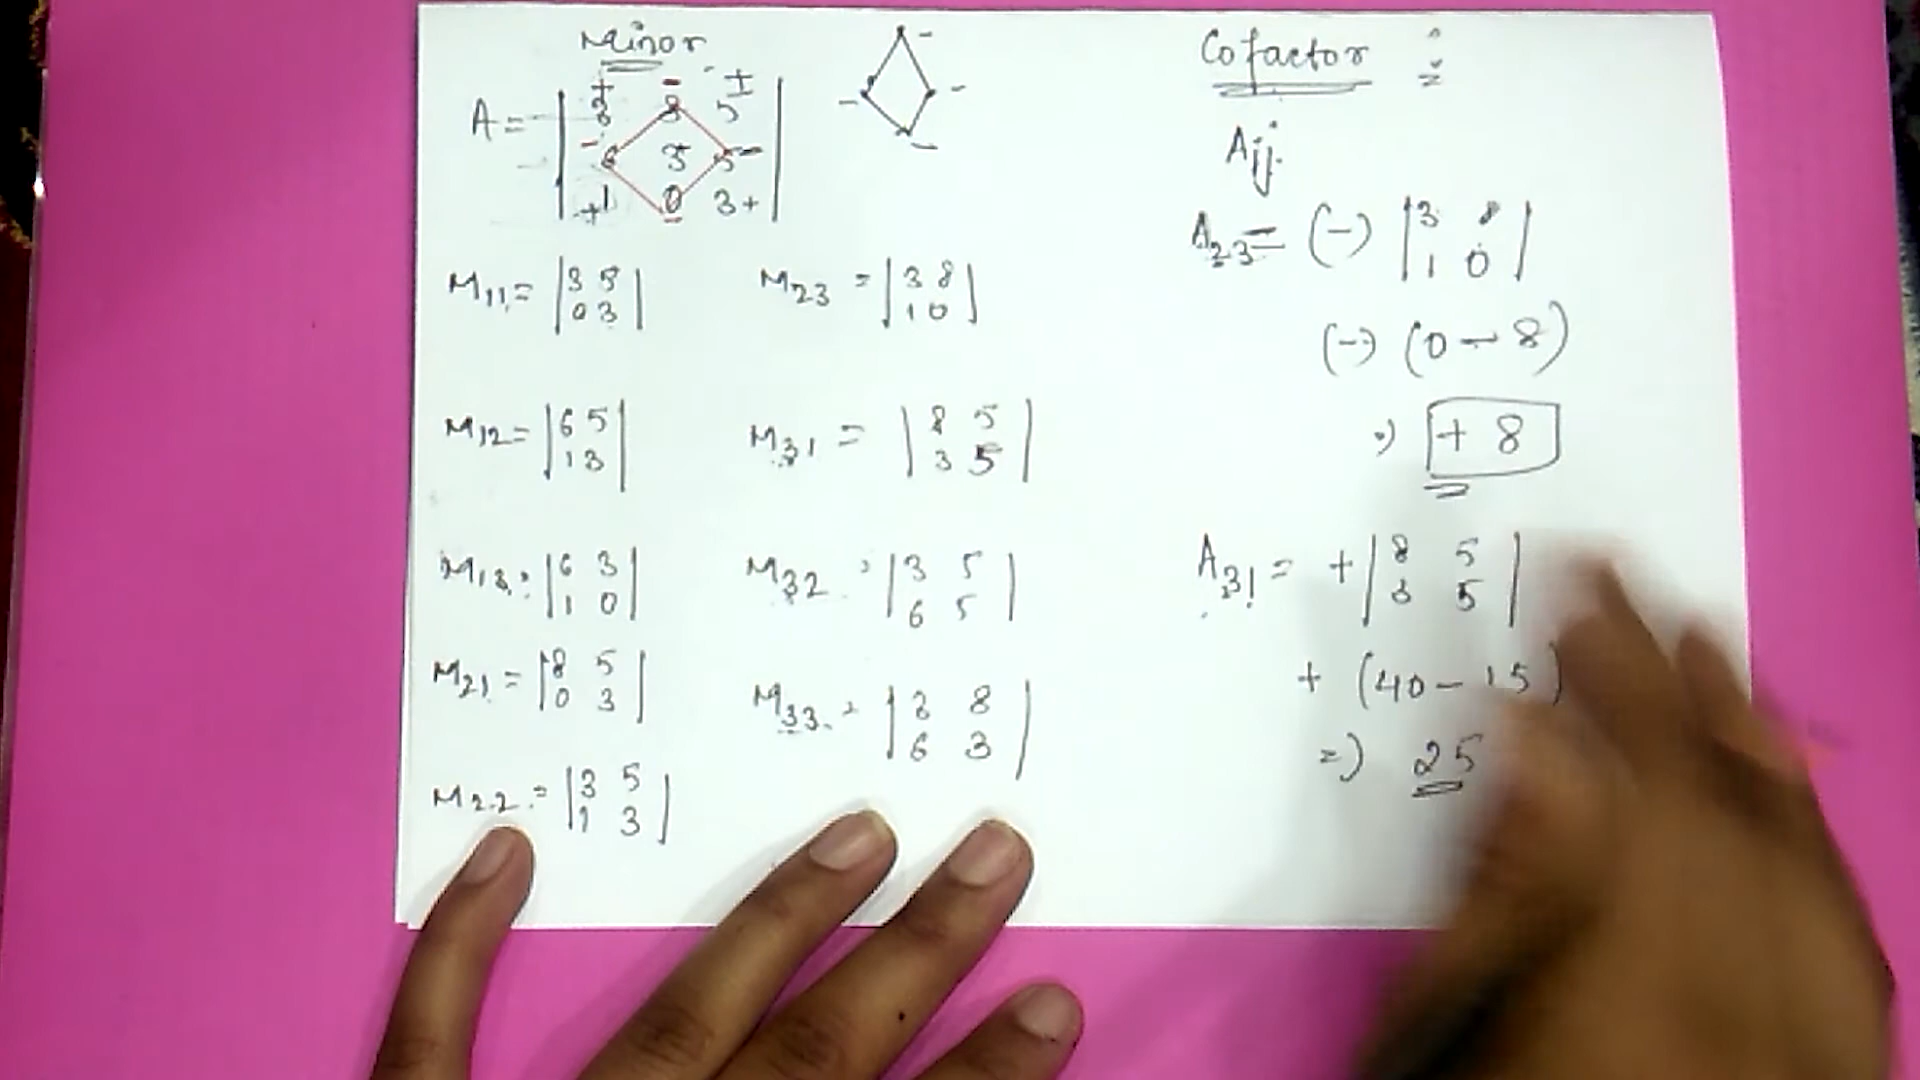 Minor
+ - +
A = | 3 8 5 |
- -
| 6 3 5 |
| 1 0 3 |
+ - +
- - - -
M11 = | 3 5 |
| 0 3 |
M12 = | 6 5 |
| 1 3 |
M13 = | 6 3 |
| 1 0 |
M21 = | 8 5 |
| 0 3 |
M22 = | 3 5 |
| 1 3 |
M23 = | 3 8 |
| 1 0 |
M31 = | 8 5 |
| 3 5 |
M32 = | 3 5 |
| 6 5 |
M33 = | 3 8 |
| 6 3 |
Cofactor :
Aij
A23 = (-) | 3 8 |
| 1 0 |
(-) (0 - 8)
=) + 8
A31 = + | 8 5 |
| 3 5 |
+ (40 - 15)
=) 25